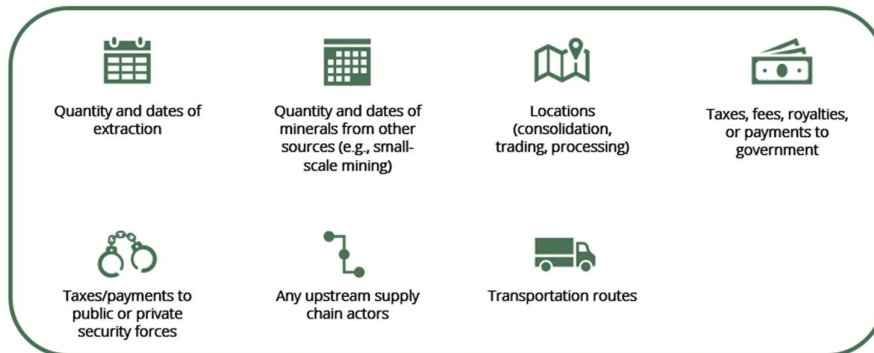 Quantity and dates of
extraction
Quantity and dates of
minerals from other
sources (e.g., small-
scale mining)
Locations
(consolidation,
trading, processing)
Taxes, fees, royalties,
or payments to
government
Taxes/payments to
public or private
security forces
Any upstream supply
chain actors
Transportation routes